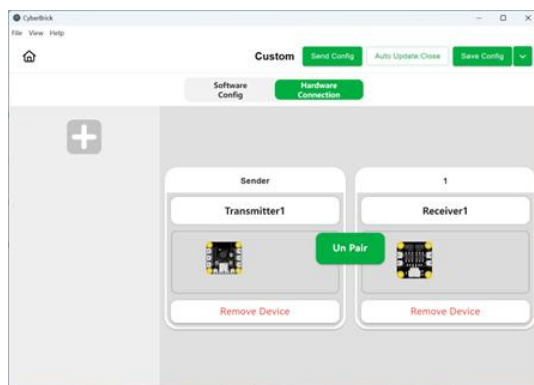 CyberBrick
File View Help
Custom
Send Config
Auto Update:Close
Save Config
Software
Config
Hardware
Connection
Sender
1
Transmitter1
Receiver1
Un Pair
Remove Device
Remove Device